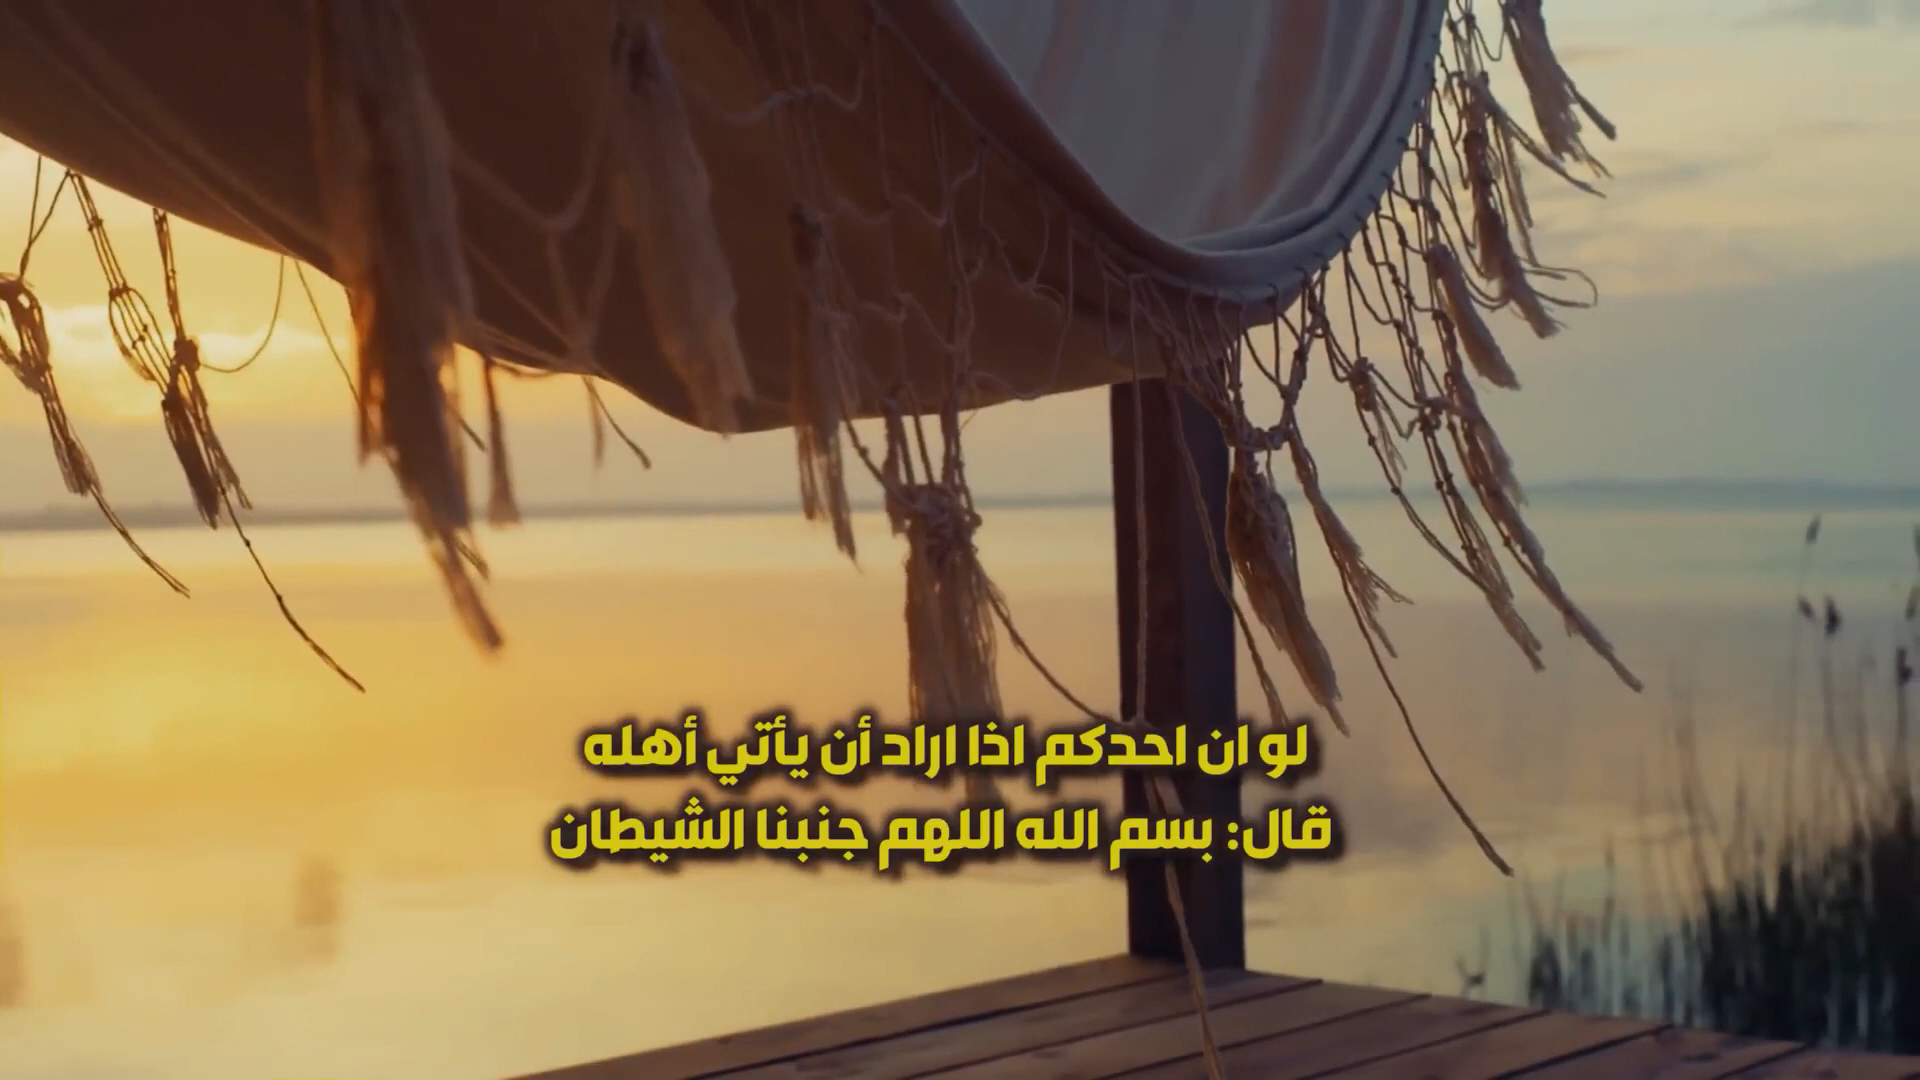 لو ان احدكم اذا اراد أن يأتي أهله
قال: بسم الله اللهم جنبنا الشيطان